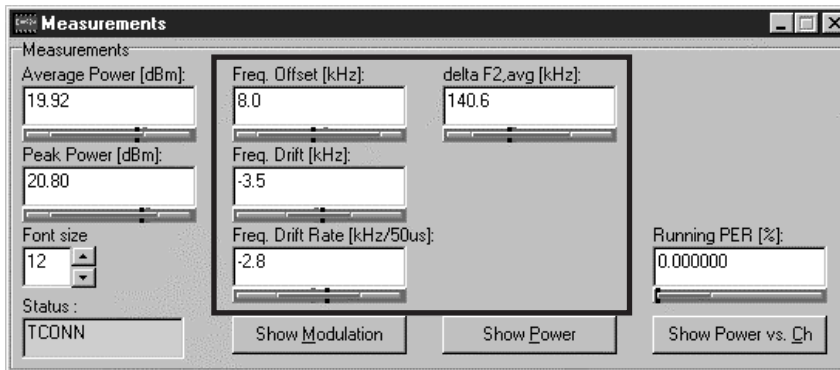 Measurements
Measurements
Average Power [dBm]:
19.92
Peak Power [dBm]:
20.80
Font size
12
Status :
TCONN
Freq. Offset [kHz]:
8.0
Freq. Drift [kHz]:
-3.5
Freq. Drift Rate [kHz/50us]:
-2.8
Show Modulation
delta F2,avg [kHz]:
140.6
Show Power
Running PER [%]:
0.000000
Show Power vs. Ch